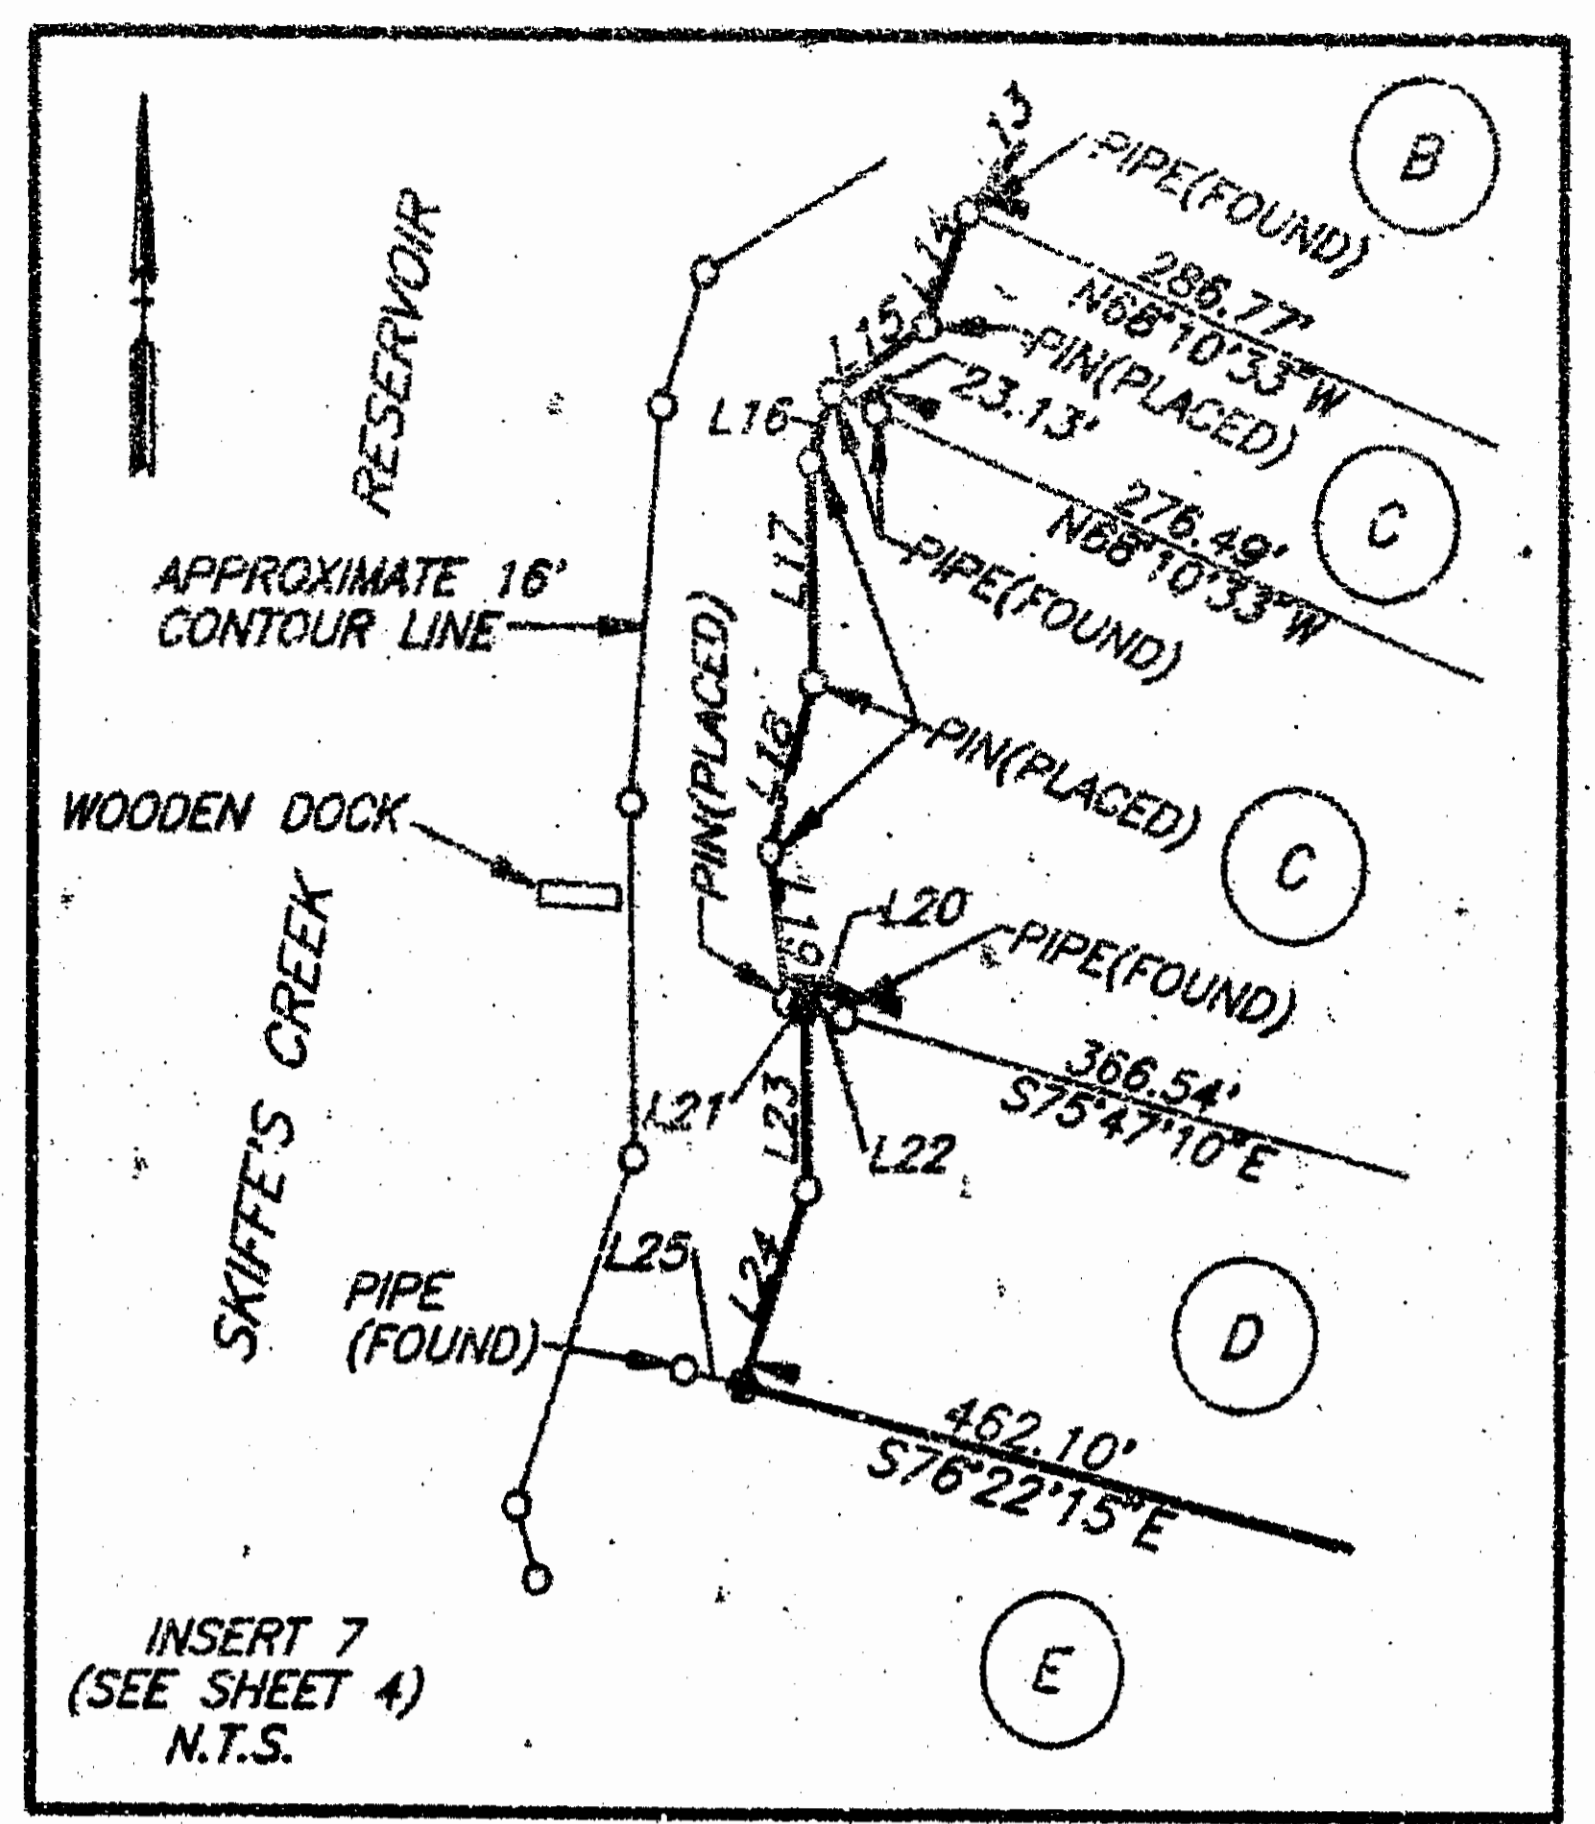 B
L13
PIPE(FOUND)
L14
286.77'
N68°10'33"W
L15
PIN(PLACED)
23.13'
L16
276.49'
N68°10'33"W
C
PIPE(FOUND)
RESERVOIR
L17
APPROXIMATE 16'
CONTOUR LINE
PIN(PLACED)
L18
PIN(PLACED)
WOODEN DOCK
C
L19
L20
PIPE(FOUND)
SKIFFE'S CREEK
366.54'
S75°47'10"E
L21
L23
L22
L25
L24
PIPE
(FOUND)
D
462.10'
S76°22'15"E
E
INSERT 7
(SEE SHEET 4)
N.T.S.